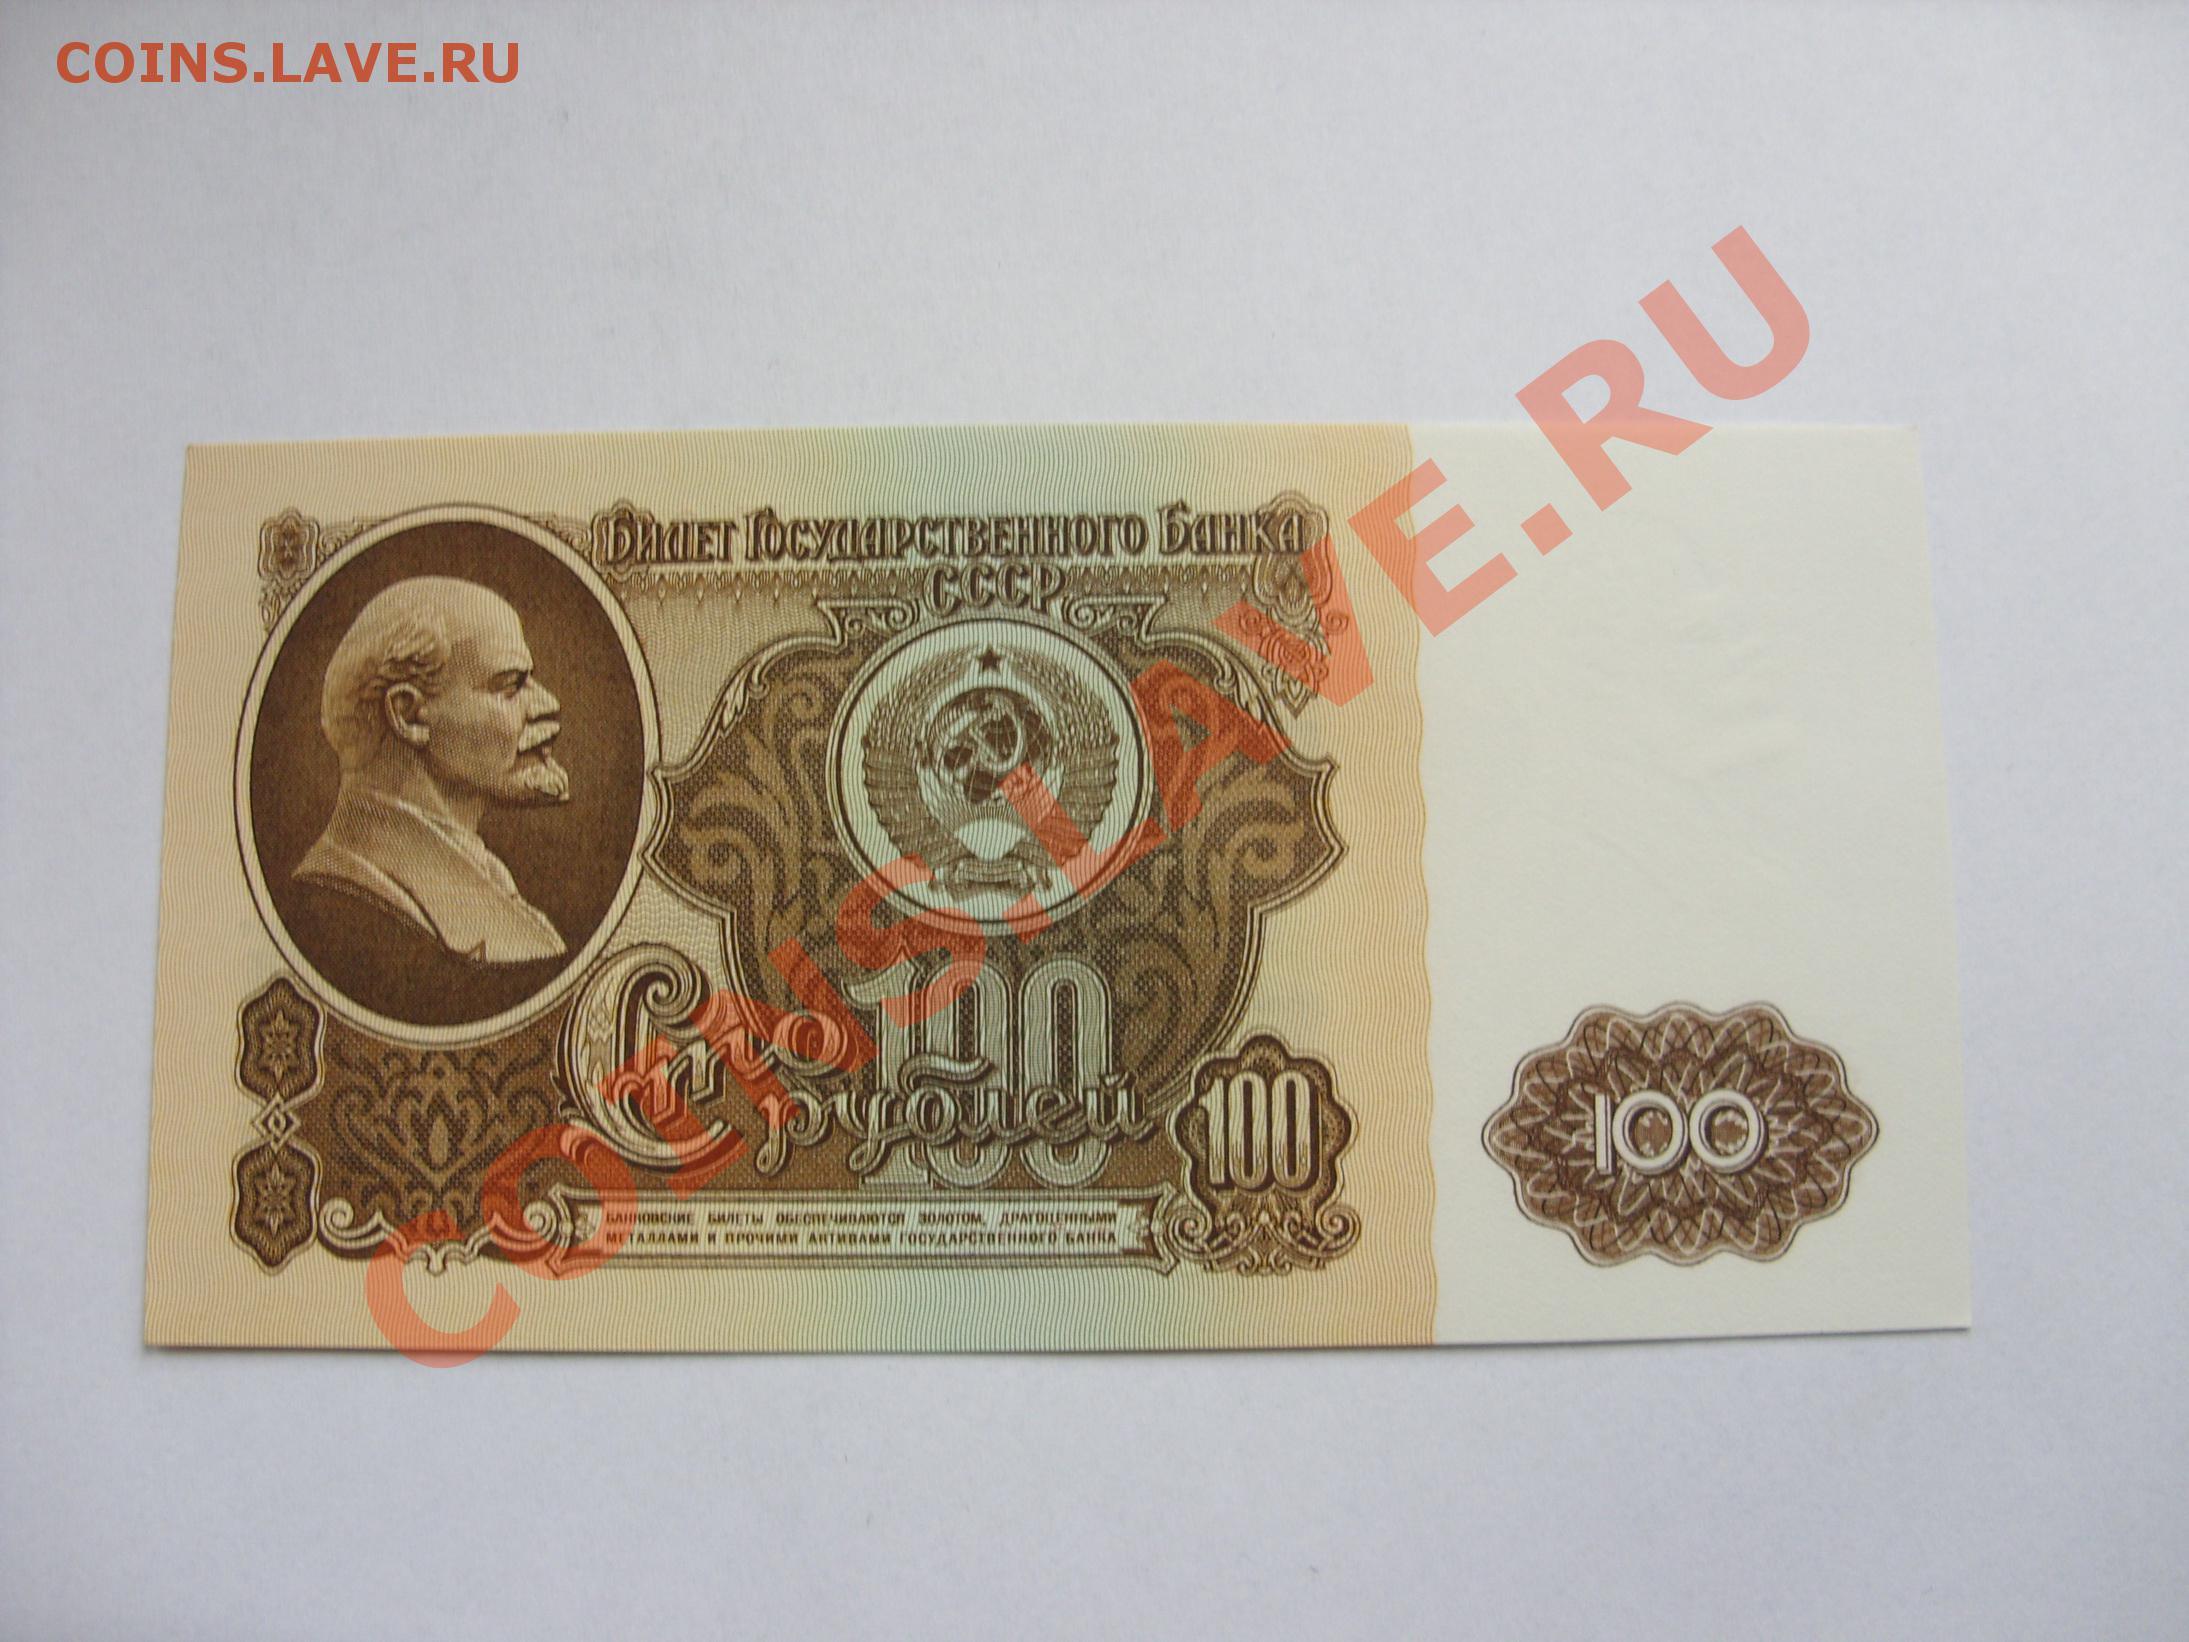 COINS.LAVE.RU
Билет Государственного Банка
СССР
100
Сто
рублей
100
100
БАНКОВСКИЕ БИЛЕТЫ ОБЕСПЕЧИВАЮТСЯ ЗОЛОТОМ, ДРАГОЦЕННЫМИ
МЕТАЛЛАМИ И ПРОЧИМИ АКТИВАМИ ГОСУДАРСТВЕННОГО БАНКА
COINS.LAVE.RU